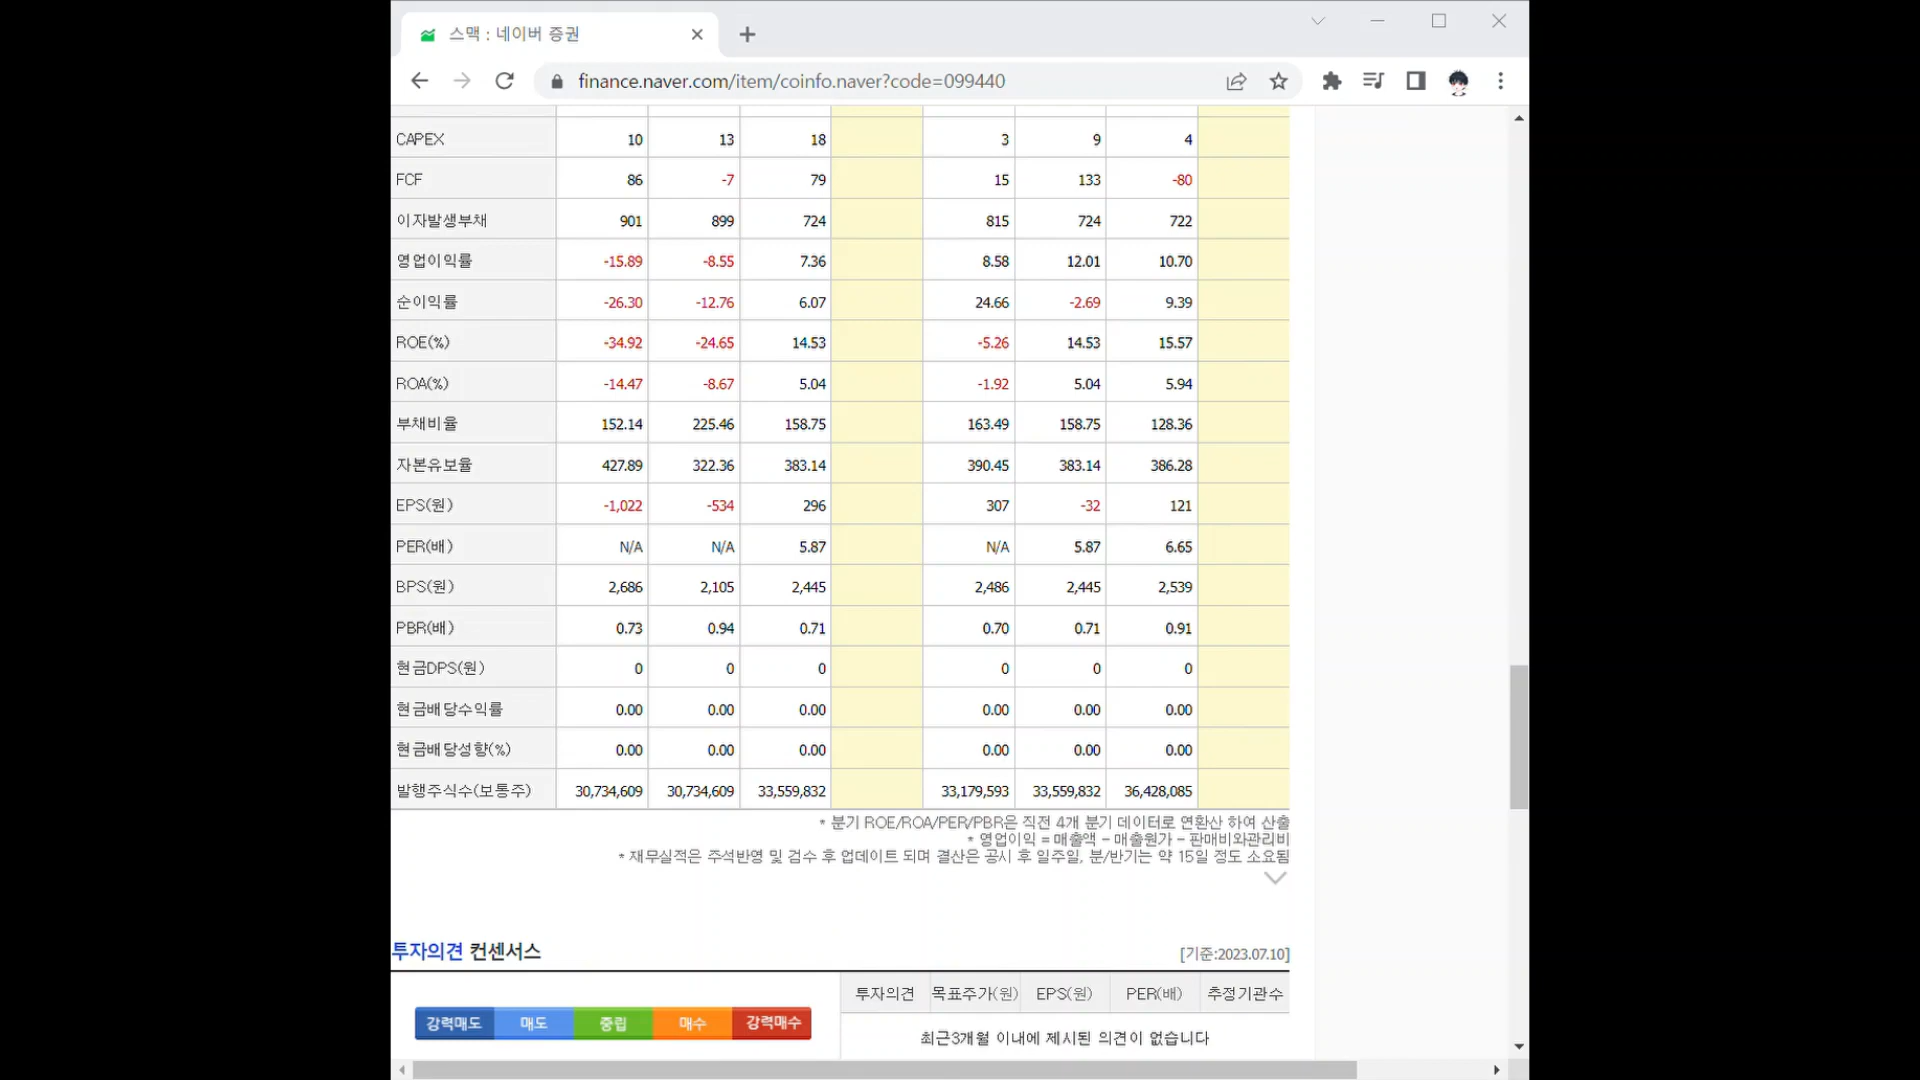 스맥 : 네이버 증권
finance.naver.com/item/coinfo.naver?code=099440
CAPEX 10 13 18 3 9 4
FCF 86 -7 79 15 133 -80
이자발생부채 901 899 724 815 724 722
영업이익률 -15.89 -8.55 7.36 8.58 12.01 10.70
순이익률 -26.30 -12.76 6.07 24.66 -2.69 9.39
ROE(%) -34.92 -24.65 14.53 -5.26 14.53 15.57
ROA(%) -14.47 -8.67 5.04 -1.92 5.04 5.94
부채비율 152.14 225.46 158.75 163.49 158.75 128.36
자본유보율 427.89 322.36 383.14 390.45 383.14 386.28
EPS(원) -1,022 -534 296 307 -32 121
PER(배) N/A N/A 5.87 N/A 5.87 6.65
BPS(원) 2,686 2,105 2,445 2,486 2,445 2,539
PBR(배) 0.73 0.94 0.71 0.70 0.71 0.91
현금DPS(원) 0 0 0 0 0 0
현금배당수익률 0.00 0.00 0.00 0.00 0.00 0.00
현금배당성향(%) 0.00 0.00 0.00 0.00 0.00 0.00
발행주식수(보통주) 30,734,609 30,734,609 33,559,832 33,179,593 33,559,832 36,428,085
* 분기 ROE/ROA/PER/PBR은 직전 4개 분기 데이터로 연환산 하여 산출
* 영업이익 = 매출액 - 매출원가 - 판매비와관리비
* 재무실적은 주석반영 및 검수 후 업데이트 되며 결산은 공시 후 일주일, 분/반기는 약 15일 정도 소요됨
투자의견 컨센서스 [기준:2023.07.10]
투자의견 목표주가(원) EPS(원) PER(배) 추정기관수
강력매도 매도 중립 매수 강력매수
최근3개월 이내에 제시된 의견이 없습니다